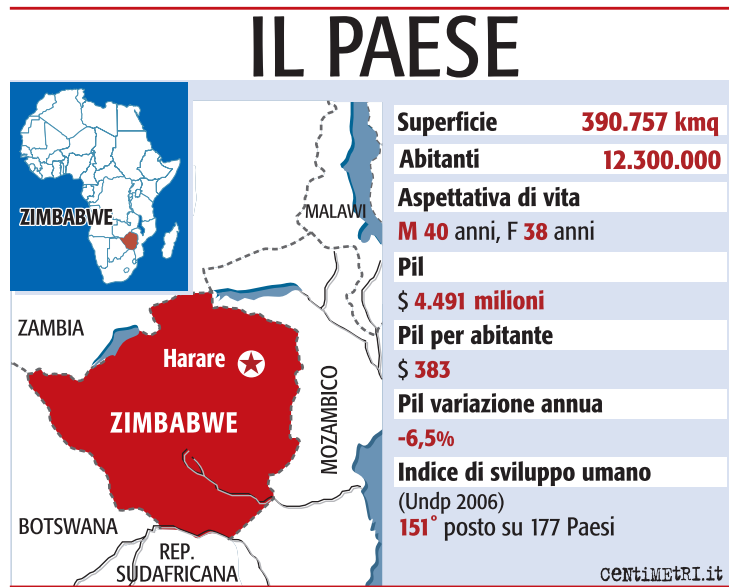 IL PAESE
ZIMBABWE
MALAWI
ZAMBIA
Harare
ZIMBABWE
MOZAMBICO
BOTSWANA
REP.
SUDAFRICANA
Superficie 390.757 kmq
Abitanti 12.300.000
Aspettativa di vita
M 40 anni, F 38 anni
Pil
$ 4.491 milioni
Pil per abitante
$ 383
Pil variazione annua
-6,5%
Indice di sviluppo umano
(Undp 2006)
151° posto su 177 Paesi
CeNtiMetRI.it